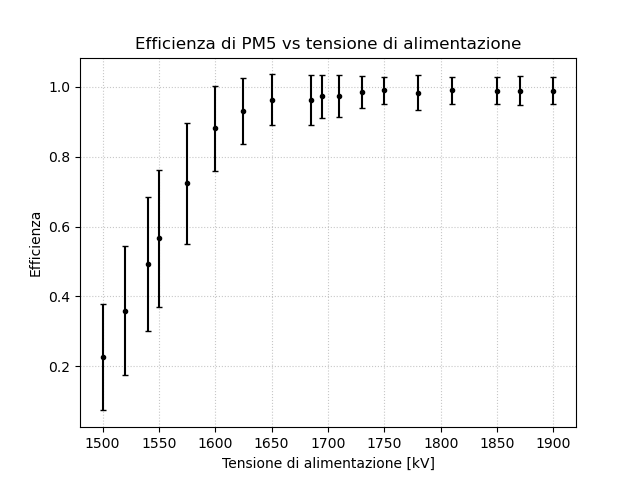 Efficienza di PM5 vs tensione di alimentazione
Efficienza
1.0
0.8
0.6
0.4
0.2
1500 1550 1600 1650 1700 1750 1800 1850 1900
Tensione di alimentazione [kV]